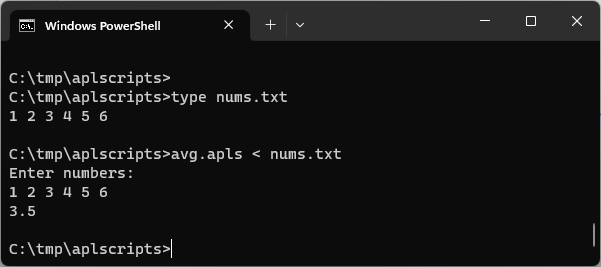 Windows PowerShell
C:\tmp\aplscripts>
C:\tmp\aplscripts>type nums.txt
1 2 3 4 5 6
C:\tmp\aplscripts>avg.apls < nums.txt
Enter numbers:
1 2 3 4 5 6
3.5
C:\tmp\aplscripts>